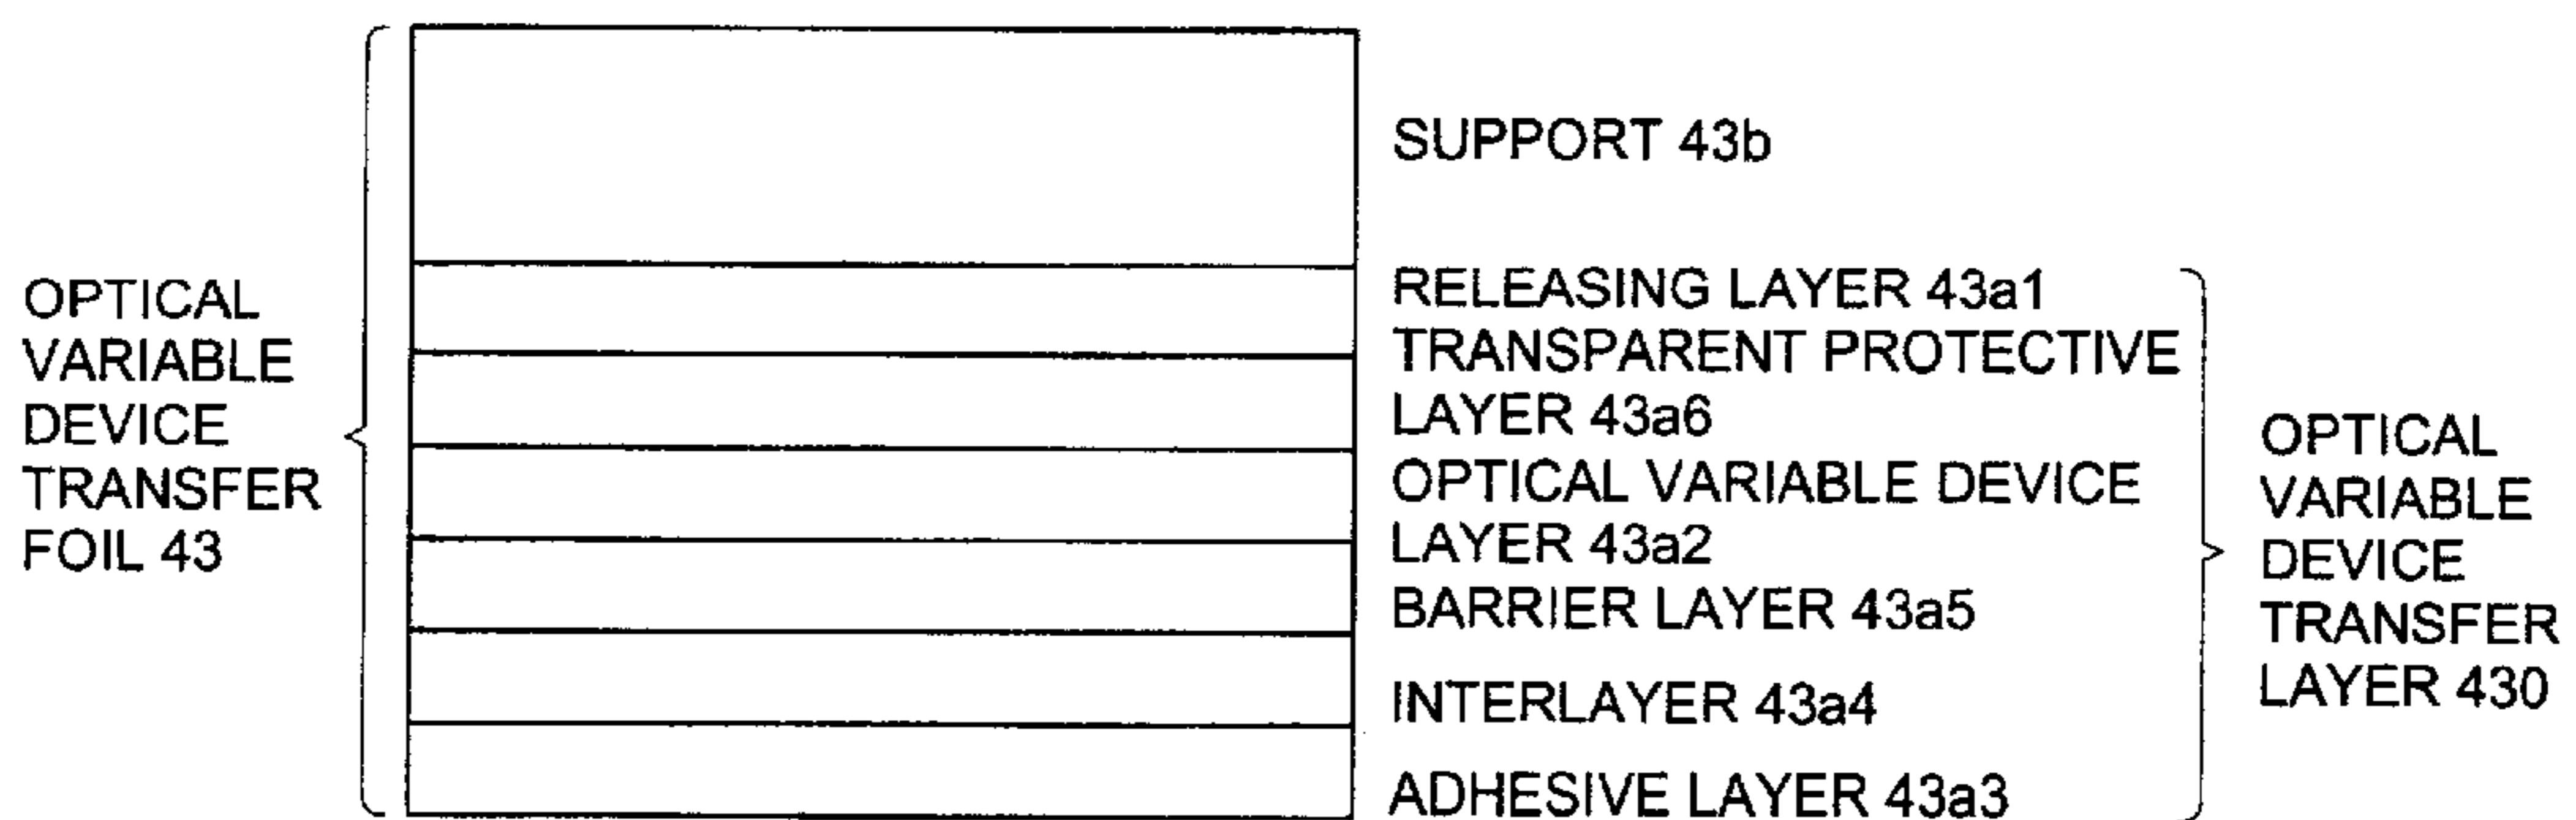 OPTICAL
VARIABLE
DEVICE
TRANSFER
FOIL 43
SUPPORT 43b
RELEASING LAYER 43a1
TRANSPARENT PROTECTIVE
LAYER 43a6
OPTICAL VARIABLE DEVICE
LAYER 43a2
BARRIER LAYER 43a5
INTERLAYER 43a4
ADHESIVE LAYER 43a3
OPTICAL
VARIABLE
DEVICE
TRANSFER
LAYER 430